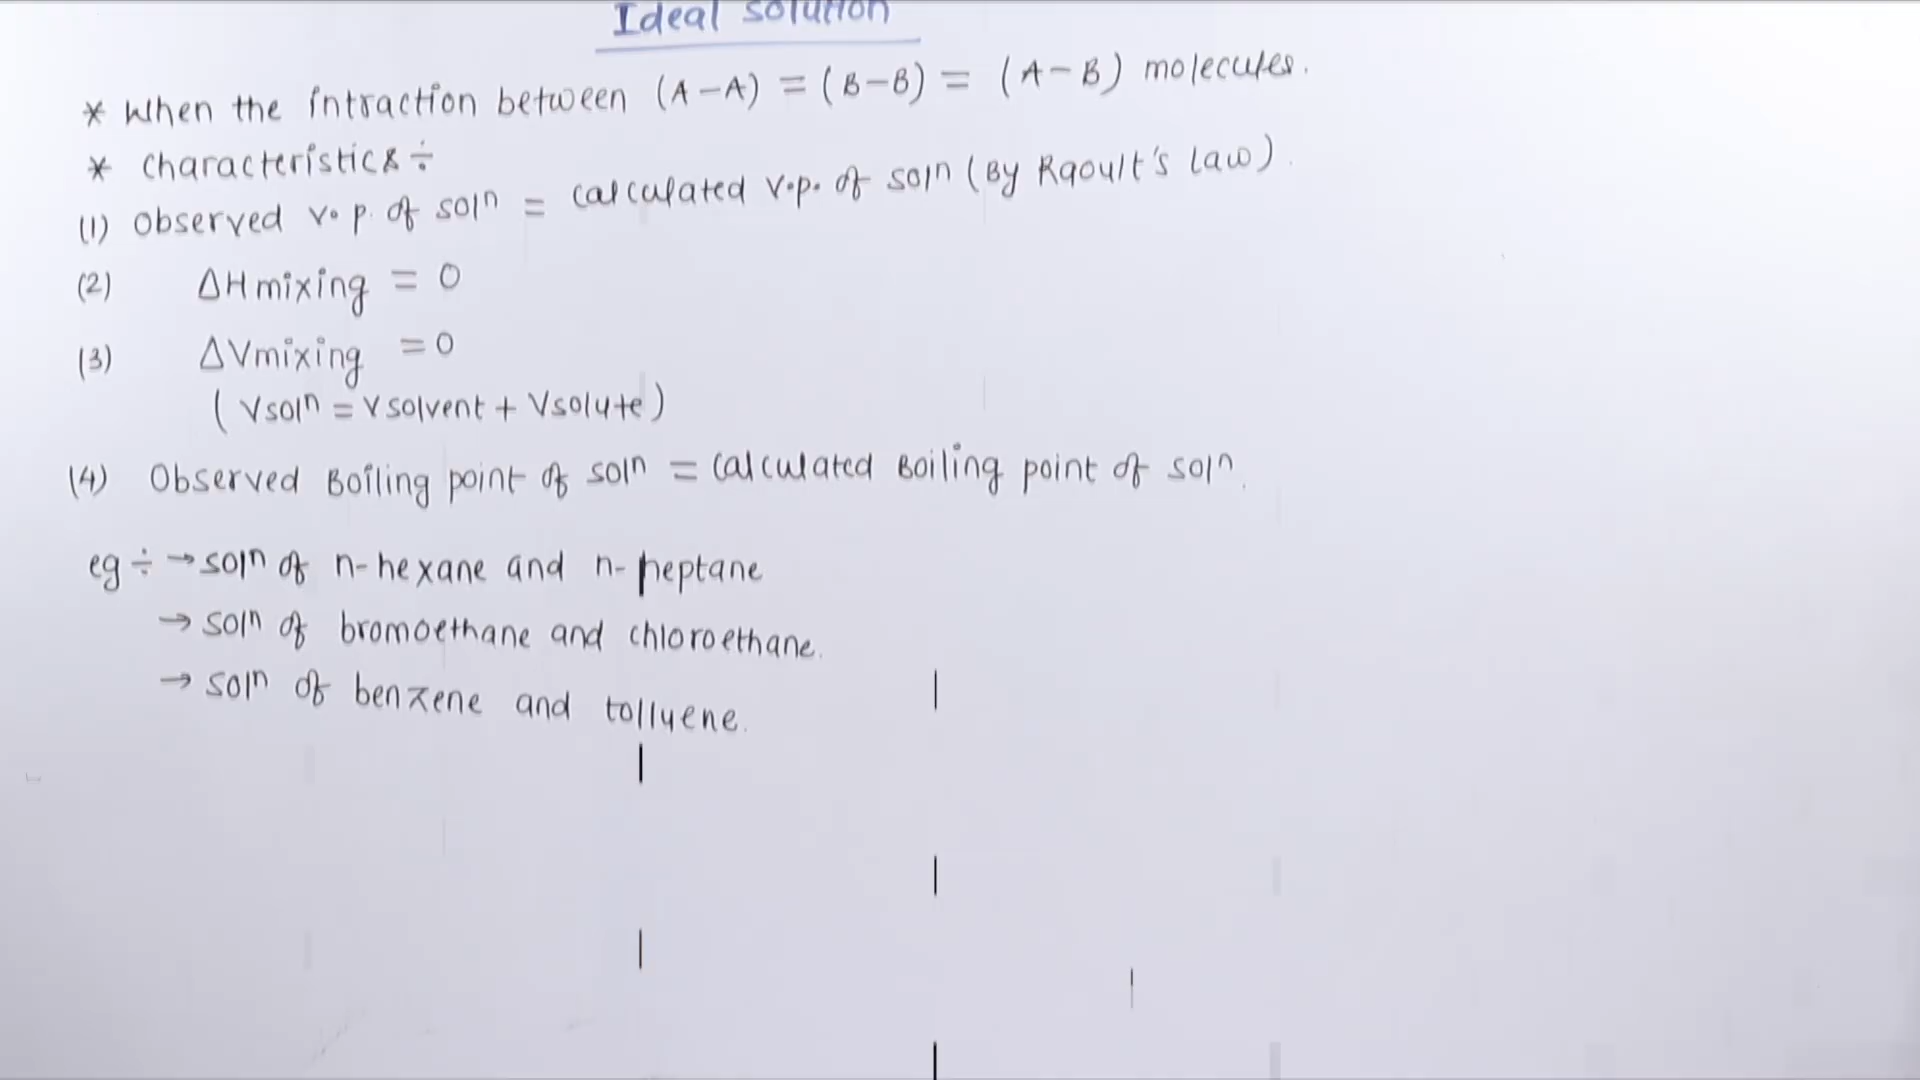 Ideal solution
* When the intraction between (A-A) = (B-B) = (A-B) molecules.
* Characteristics ÷
(1) Observed v.p. of solⁿ = calculated v.p. of solⁿ (By Raoult's law).
(2) ΔHmixing = 0
(3) ΔVmixing = 0
(Vsolⁿ = Vsolvent + Vsolute)
(4) Observed Boiling point of solⁿ = calculated Boiling point of solⁿ.
eg ÷ → solⁿ of n-hexane and n-heptane
→ solⁿ of bromoethane and chloroethane.
→ solⁿ of benzene and tolluene.